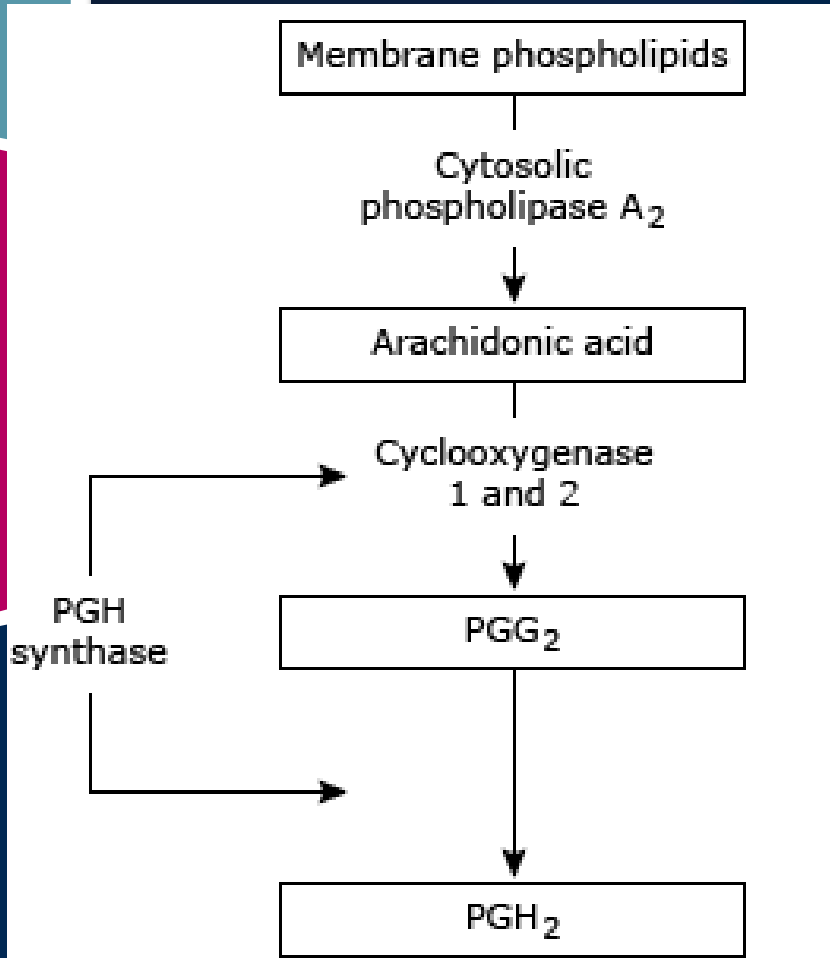 Membrane phospholipids
Cytosolic
phospholipase A₂
Arachidonic acid
Cyclooxygenase
1 and 2
PGH
synthase
PGG₂
PGH₂